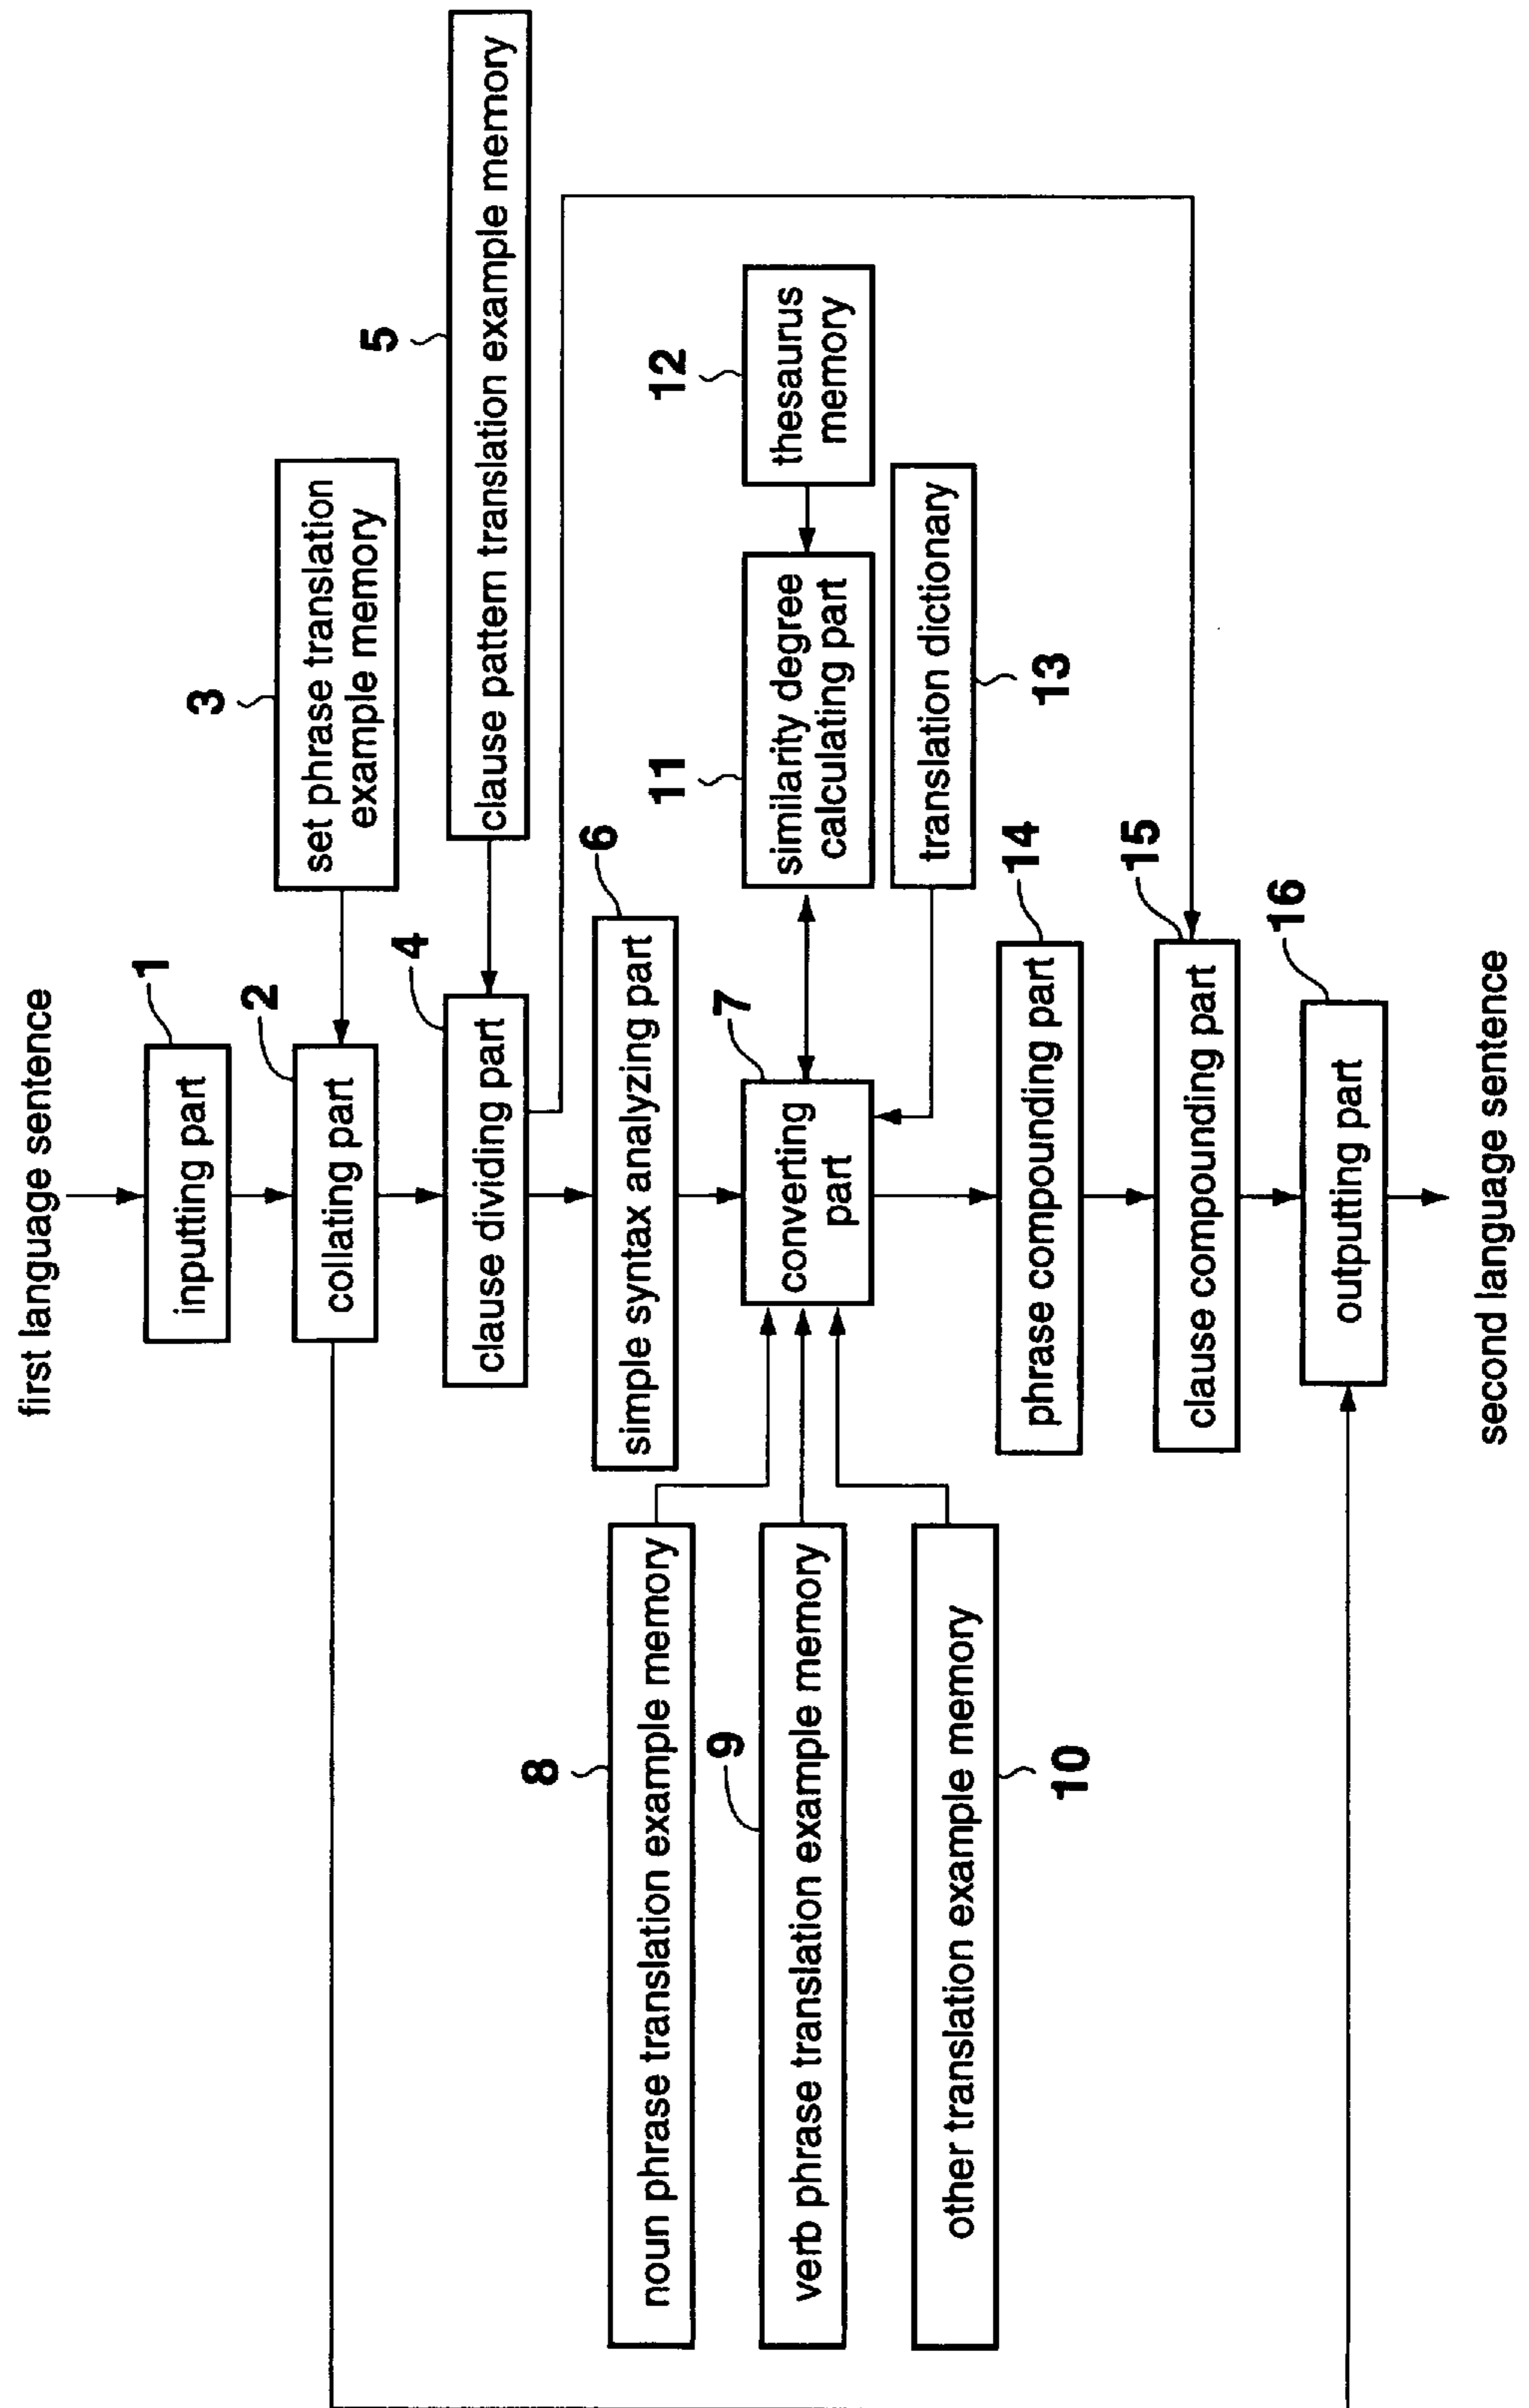 first language sentence
1
inputting part
2
collating part
3
set phrase translation
example memory
4
clause dividing part
5
clause pattern translation example memory
6
simple syntax analyzing part
7
converting
part
8
noun phrase translation example memory
9
verb phrase translation example memory
10
other translation example memory
11
similarity degree
calculating part
12
thesaurus
memory
translation dictionary
13
14
phrase compounding part
15
clause compounding part
16
outputting part
second language sentence